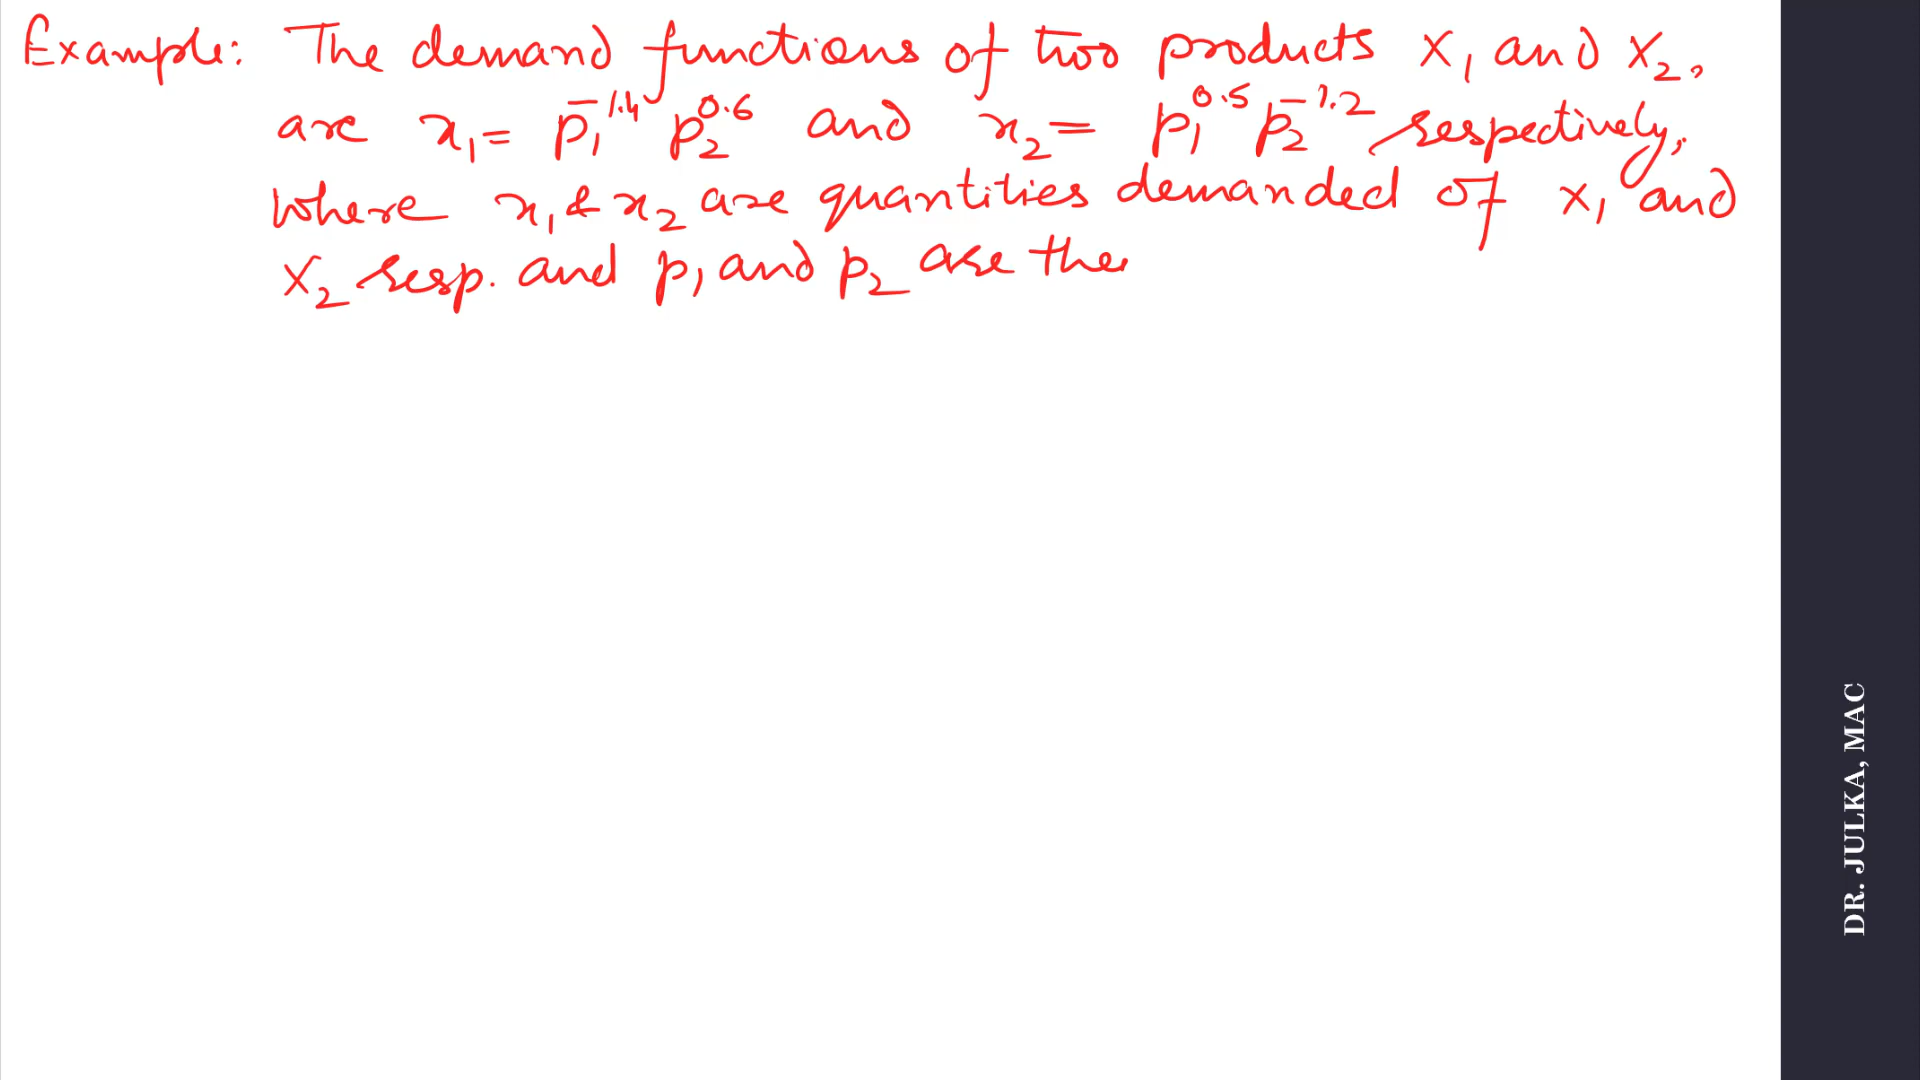 Example: The demand functions of two products X₁ and X₂,
are x₁ = p₁^-1.4 p₂^0.6 and x₂ = p₁^0.5 p₂^-1.2 respectively,
where x₁ & x₂ are quantities demanded of X₁ and
X₂ resp. and p₁ and p₂ are the
DR. JULKA, MAC